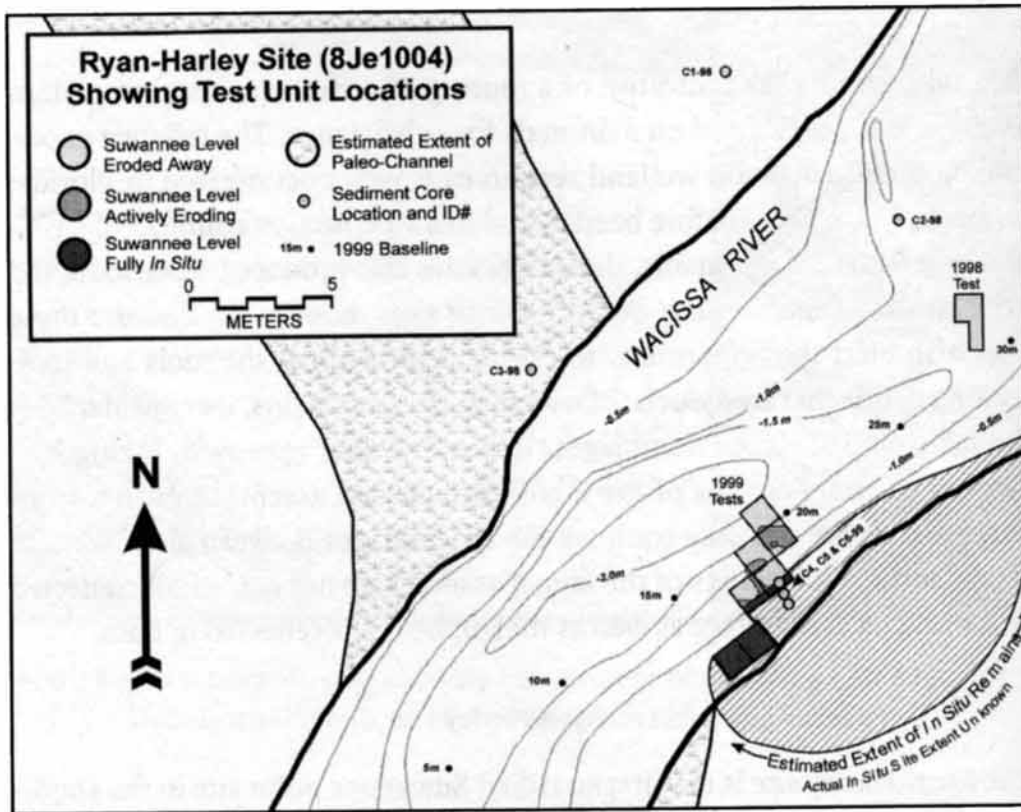 Ryan-Harley Site (8Je1004)
Showing Test Unit Locations
Suwannee Level
Eroded Away
Suwannee Level
Actively Eroding
Suwannee Level
Fully In Situ
Estimated Extent of
Paleo-Channel
Sediment Core
Location and ID#
15m 1999 Baseline
0 5
METERS
N
C1-98
C2-98
C3-98
WACISSA RIVER
1998
Test
30m
-0.5m
-1.0m
-1.5 m
25m
-0.5m
-1.0m
1999
Tests
20m
C4, C5 & C6-99
-2.0m
15m
10m
5m
Estimated Extent of In Situ Remains
Actual In Situ Site Extent Unknown